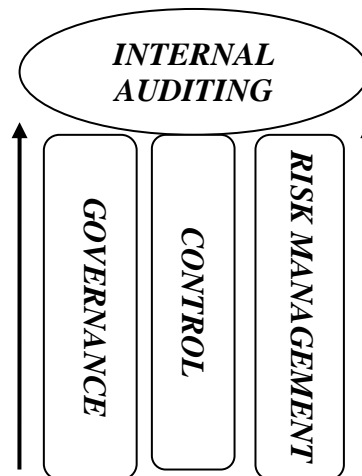 INTERNAL
AUDITING
GOVERNANCE
CONTROL
RISK MANAGEMENT